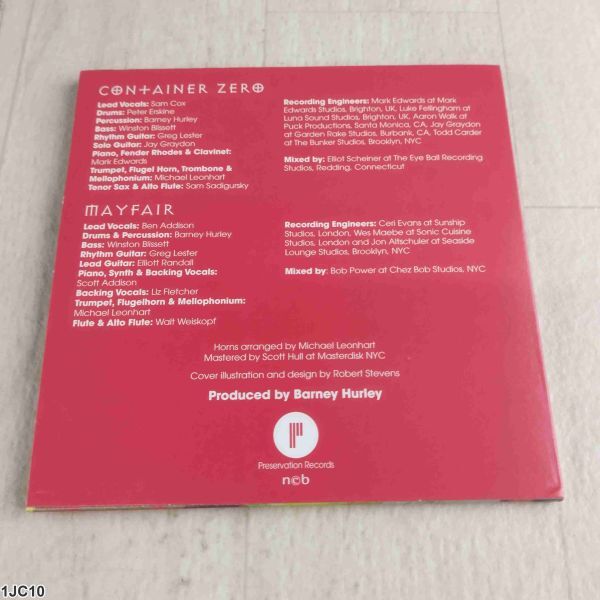 CONTAINER ZERO
Lead Vocals: Sam Cox
Drums: Peter Erskine
Percussion: Barney Hurley
Bass: Winston Blissett
Rhythm Guitar: Greg Lester
Solo Guitar: Jay Graydon
Piano, Fender Rhodes & Clavinet:
Mark Edwards
Trumpet, Flugel Horn, Trombone &
Mellophonium: Michael Leonhart
Tenor Sax & Alto Flute: Sam Sadigursky
Recording Engineers: Mark Edwards at Mark
Edwards Studios, Brighton, UK, Luke Fellingham at
Luna Sound Studios, Brighton, UK, Aaron Walk at
Puck Productions, Santa Monica, CA, Jay Graydon
at Garden Rake Studios, Burbank, CA, Todd Carder
at The Bunker Studios, Brooklyn, NYC
Mixed by: Elliot Scheiner at The Eye Ball Recording
Studios, Redding, Connecticut
MAYFAIR
Lead Vocals: Ben Addison
Drums & Percussion: Barney Hurley
Bass: Winston Blissett
Rhythm Guitar: Greg Lester
Lead Guitar: Elliott Randall
Piano, Synth & Backing Vocals:
Scott Addison
Backing Vocals: Liz Fletcher
Trumpet, Flugelhorn & Mellophonium:
Michael Leonhart
Flute & Alto Flute: Walt Weiskopf
Recording Engineers: Ceri Evans at Sunship
Studios, London, Wes Maebe at Sonic Cuisine
Studios, London and Jon Altschuler at Seaside
Lounge Studios, Brooklyn, NYC
Mixed by: Bob Power at Chez Bob Studios, NYC
Horns arranged by Michael Leonhart
Mastered by Scott Hull at Masterdisk NYC
Cover illustration and design by Robert Stevens
Produced by Barney Hurley
Preservation Records
ncb
1JC10